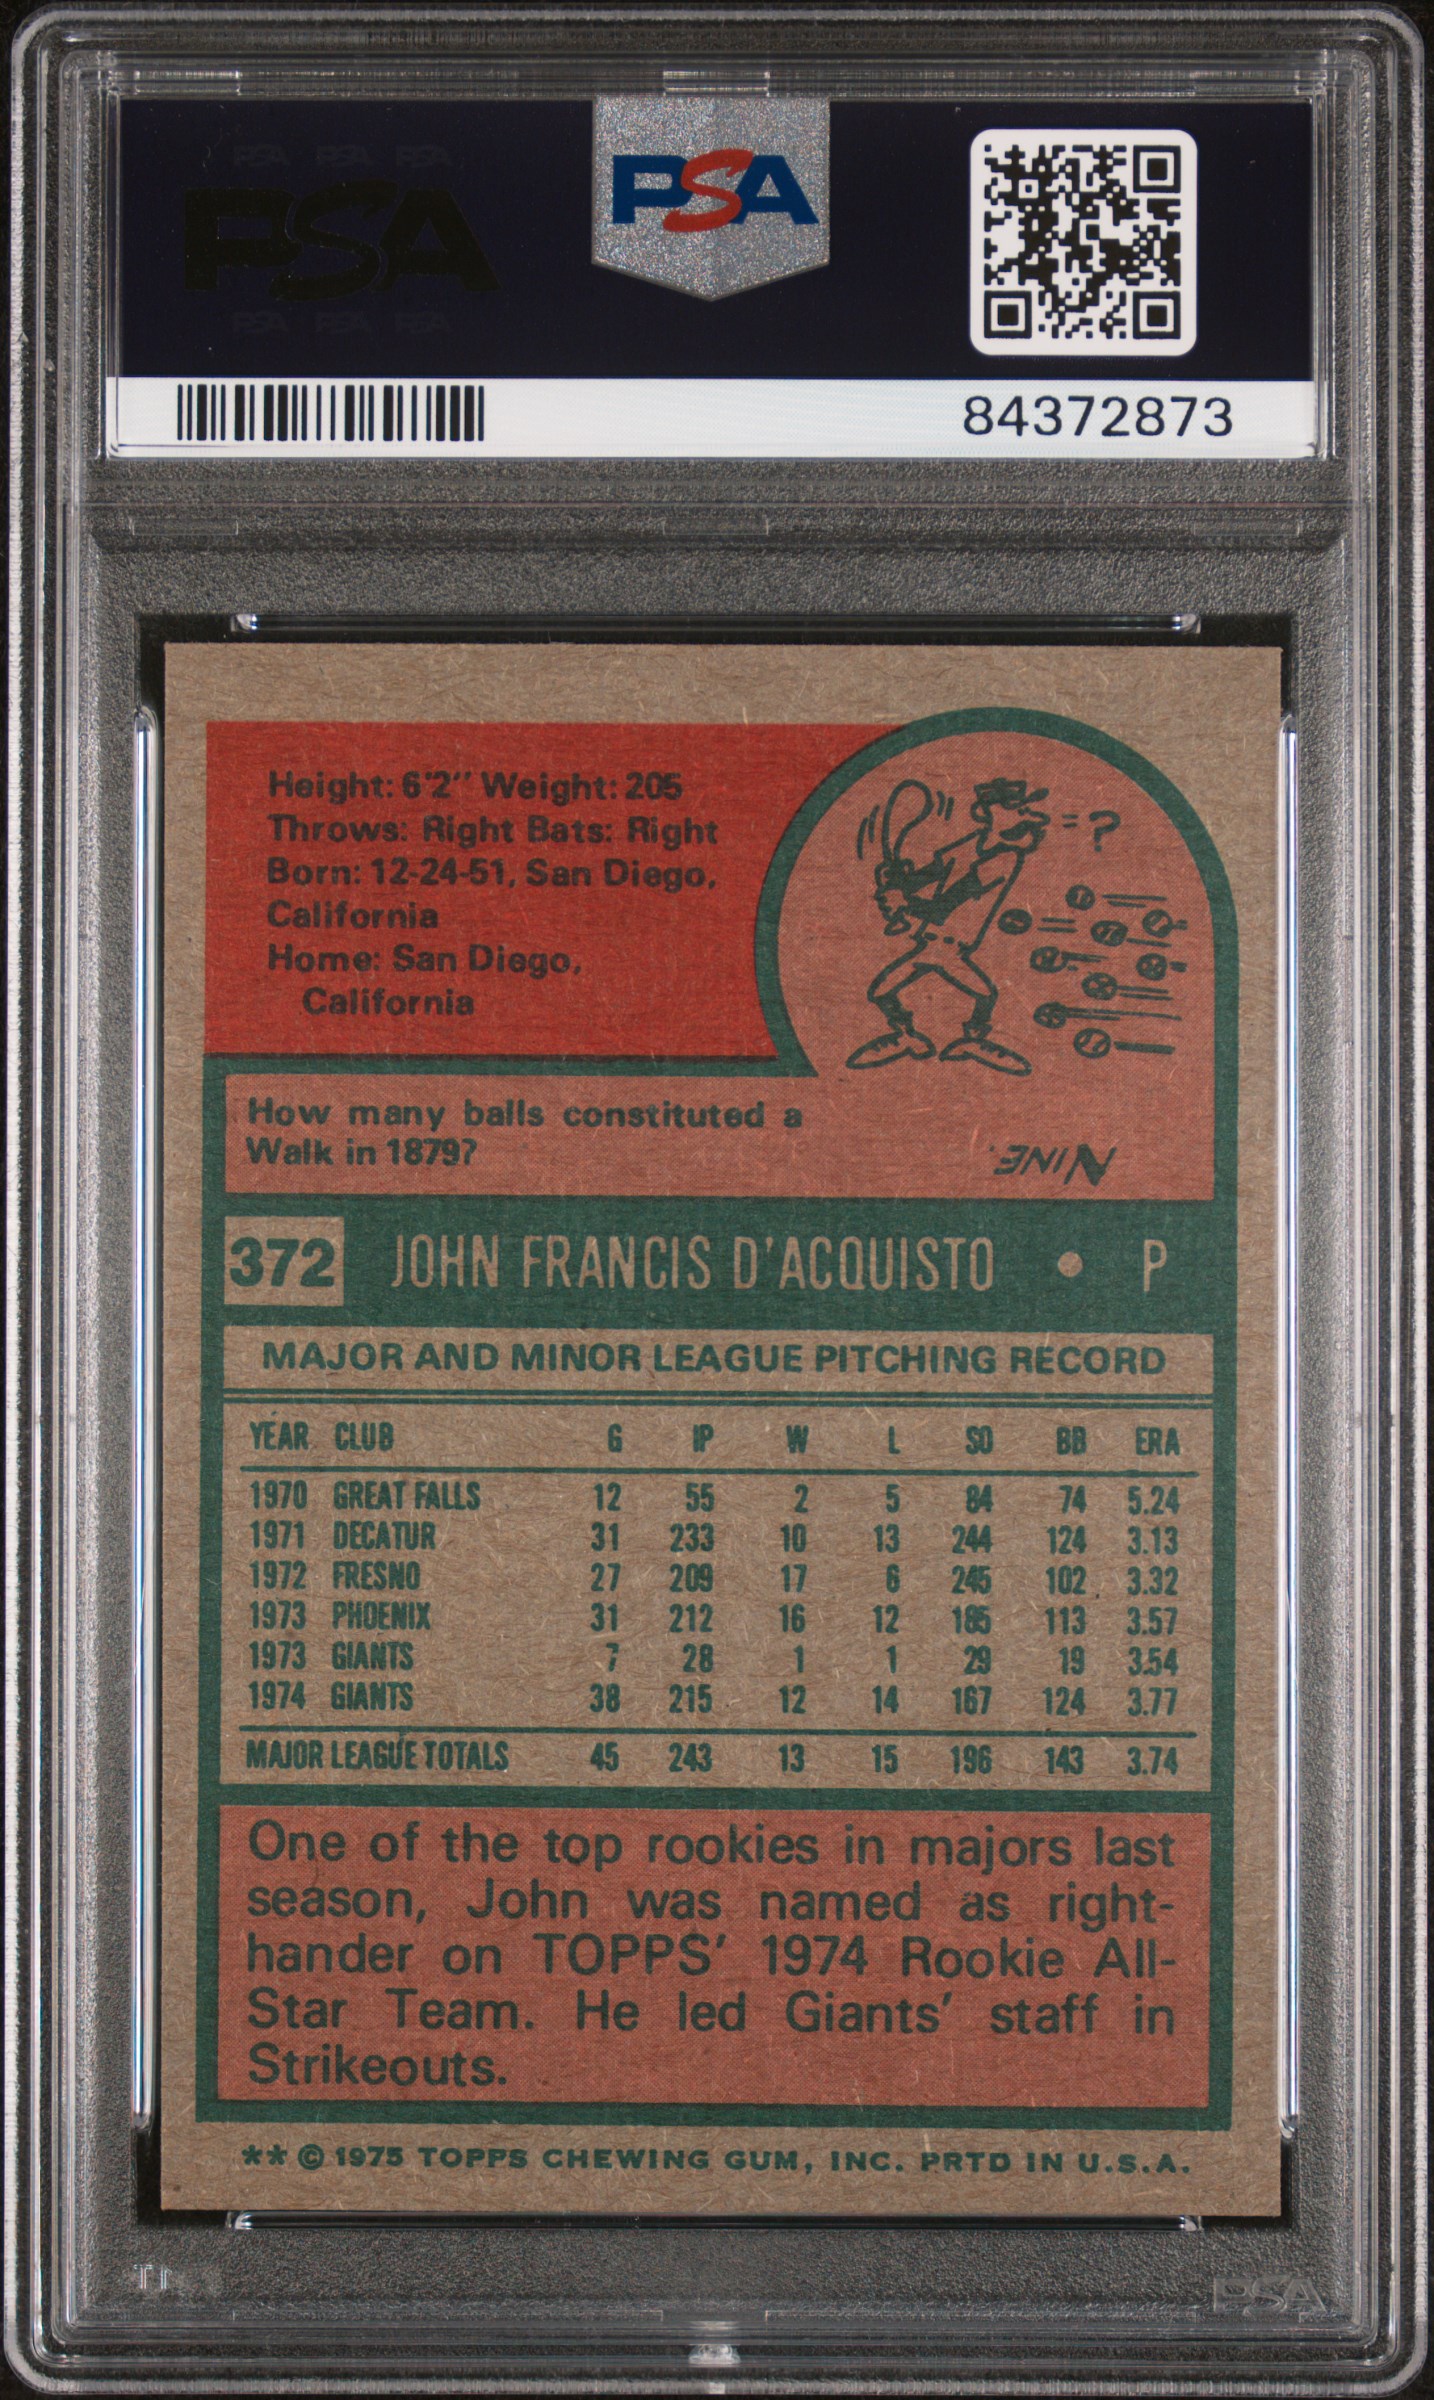 PSA PSA PSA
PSA
PSA PSA PSA
PSA
84372873
Height: 6'2" Weight: 205
Throws: Right Bats: Right
Born: 12-24-51, San Diego,
California
Home: San Diego,
California
= ?
How many balls constituted a
Walk in 1879?
NINE.
372 JOHN FRANCIS D'ACQUISTO • P
MAJOR AND MINOR LEAGUE PITCHING RECORD
YEAR CLUB G IP W L SO BB ERA
1970 GREAT FALLS 12 55 2 5 84 74 5.24
1971 DECATUR 31 233 10 13 244 124 3.13
1972 FRESNO 27 209 17 6 245 102 3.32
1973 PHOENIX 31 212 16 12 185 113 3.57
1973 GIANTS 7 28 1 1 29 19 3.54
1974 GIANTS 38 215 12 14 167 124 3.77
MAJOR LEAGUE TOTALS 45 243 13 15 196 143 3.74
One of the top rookies in majors last
season, John was named as right-
hander on TOPPS' 1974 Rookie All-
Star Team. He led Giants' staff in
Strikeouts.
** © 1975 TOPPS CHEWING GUM, INC. PRTD IN U.S.A.
PSA